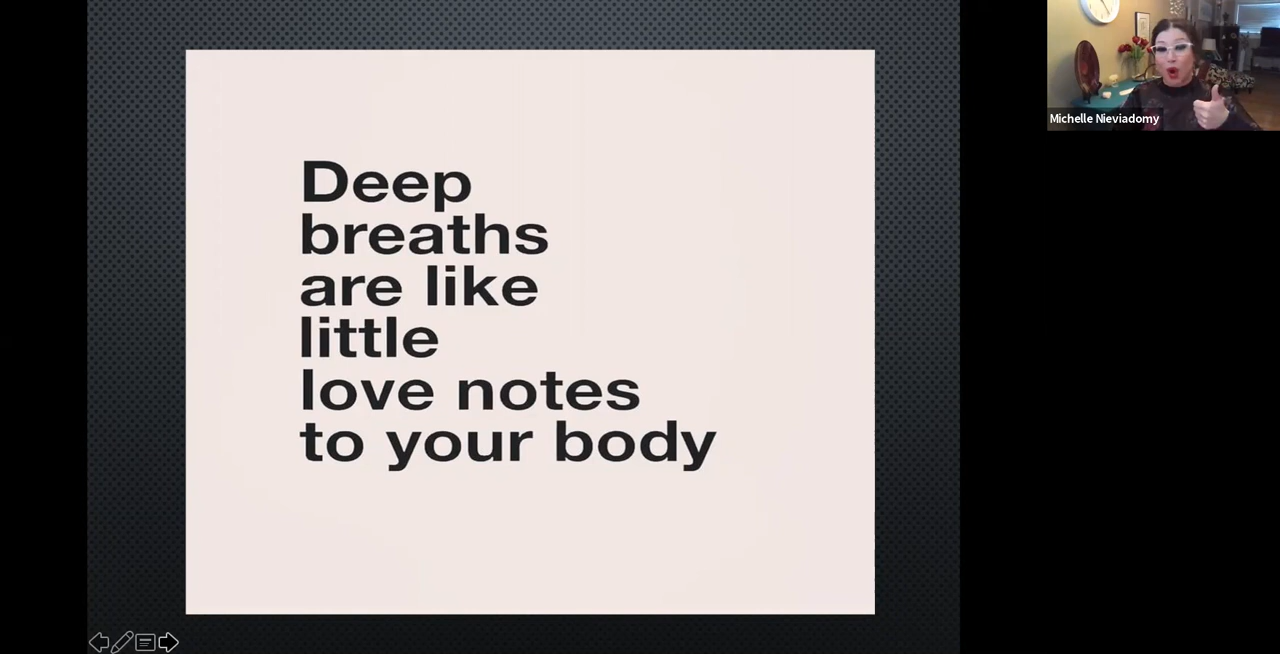 Deep
breaths
are like
little
love notes
to your body
Michelle Nieviadomy